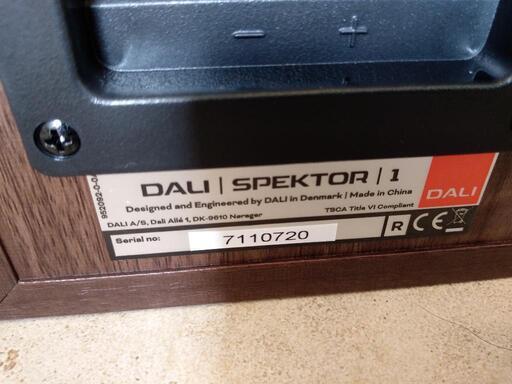 − +
DALI | SPEKTOR | 1
Designed and Engineered by DALI in Denmark | Made in China
TSCA Title VI Compliant
DALI A/S, Dali Allé 1, DK-9610 Nørager
DALI
Serial no: 7110720
R CE